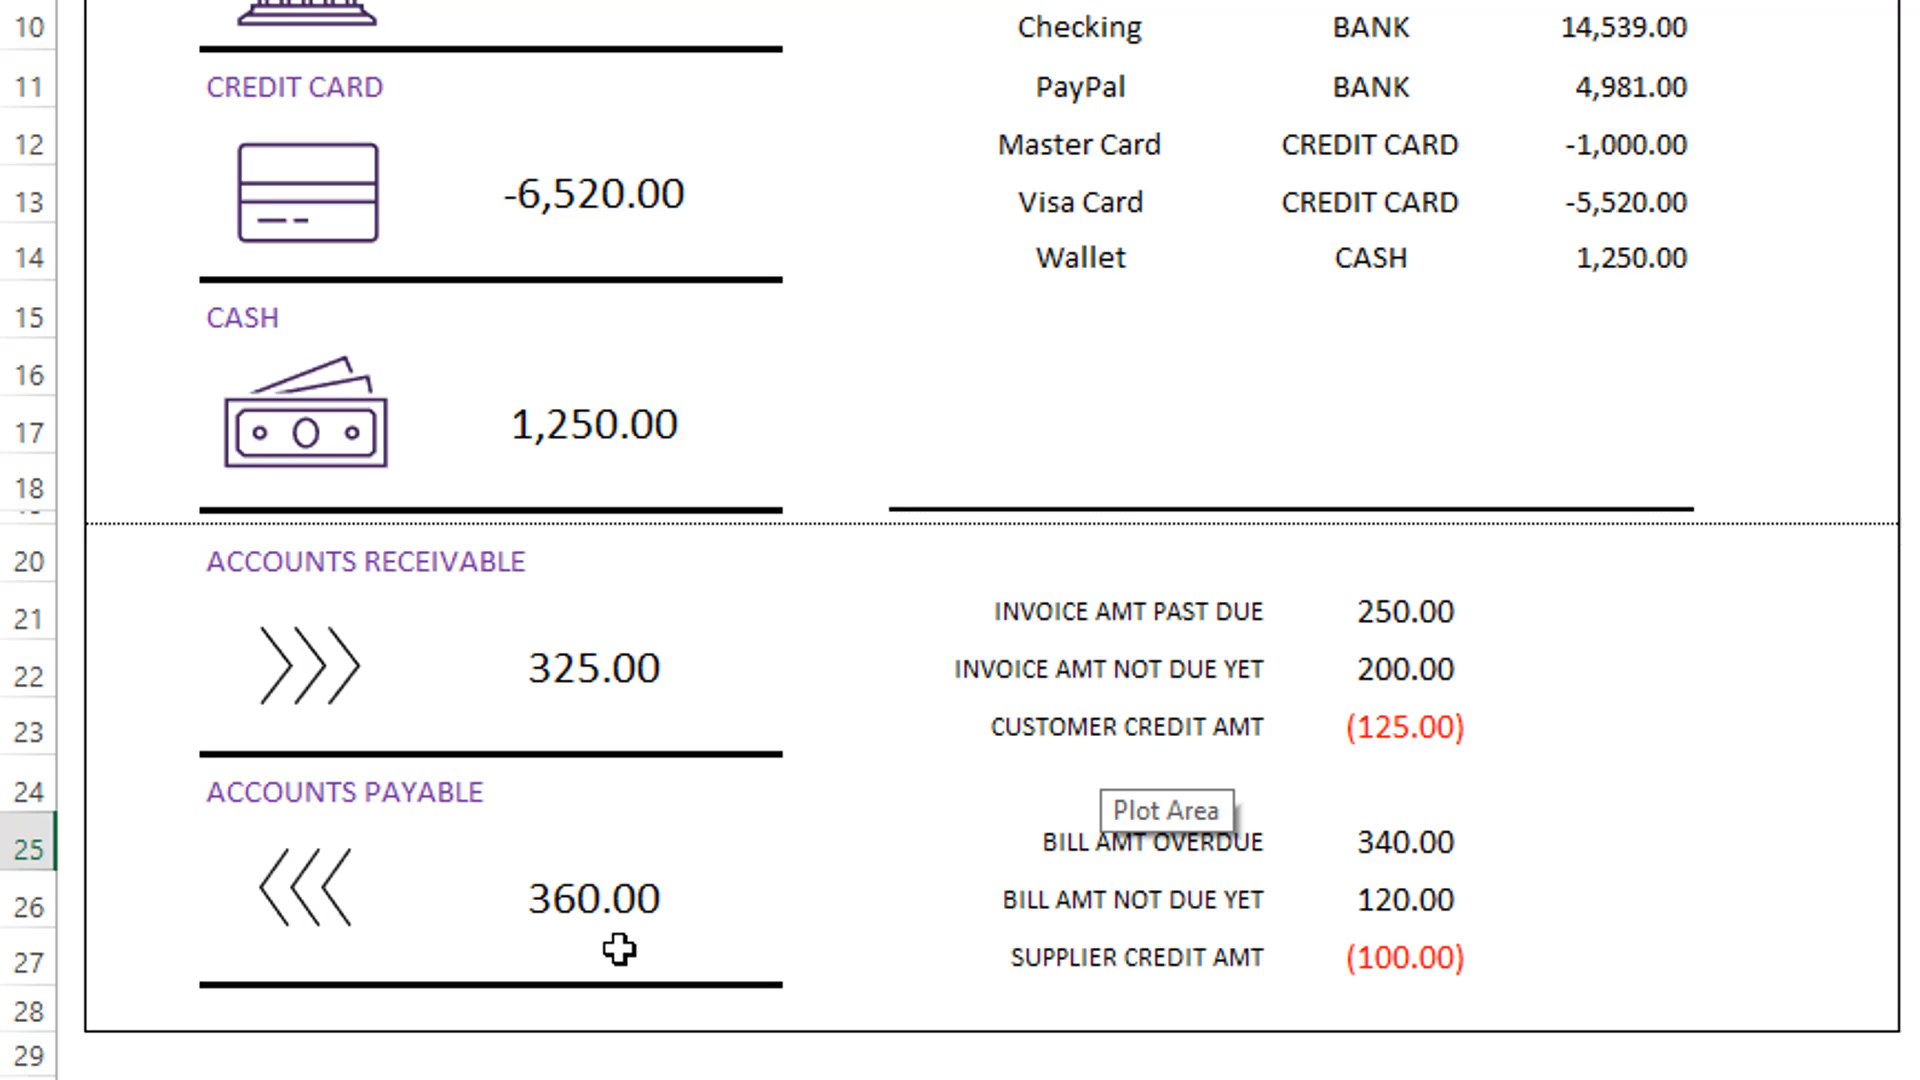 10 Checking BANK 14,539.00
11 CREDIT CARD PayPal BANK 4,981.00
12 Master Card CREDIT CARD -1,000.00
13 -6,520.00 Visa Card CREDIT CARD -5,520.00
14 Wallet CASH 1,250.00
15 CASH
16
17 1,250.00
18
20 ACCOUNTS RECEIVABLE
21 INVOICE AMT PAST DUE 250.00
22 325.00 INVOICE AMT NOT DUE YET 200.00
23 CUSTOMER CREDIT AMT (125.00)
24 ACCOUNTS PAYABLE
Plot Area
25 BILL AMT OVERDUE 340.00
26 360.00 BILL AMT NOT DUE YET 120.00
27 SUPPLIER CREDIT AMT (100.00)
28
29